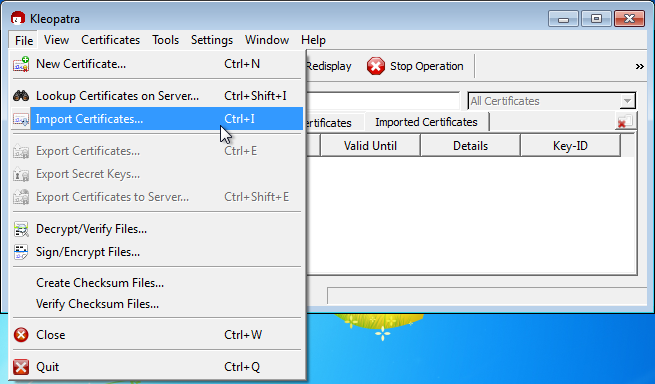 Kleopatra
File View Certificates Tools Settings Window Help
New Certificate... Ctrl+N
Redisplay Stop Operation »
Lookup Certificates on Server... Ctrl+Shift+I
All Certificates
Import Certificates... Ctrl+I
Certificates Imported Certificates
Valid Until Details Key-ID
Export Certificates... Ctrl+E
Export Secret Keys...
Export Certificates to Server... Ctrl+Shift+E
Decrypt/Verify Files...
Sign/Encrypt Files...
Create Checksum Files...
Verify Checksum Files...
Close Ctrl+W
Quit Ctrl+Q